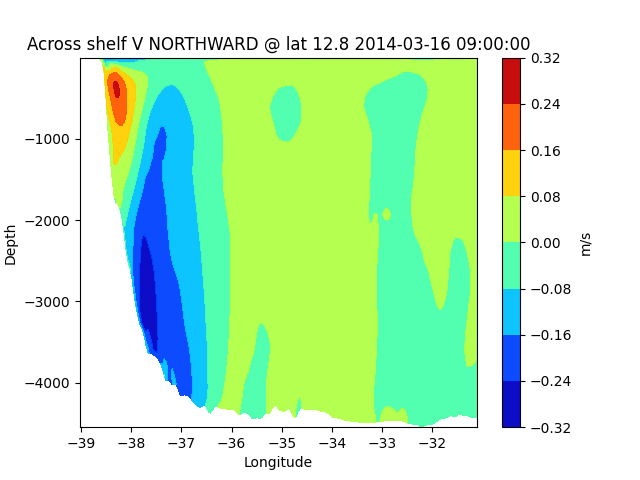 Across shelf V NORTHWARD @ lat 12.8 2014-03-16 09:00:00
0.32
0.24
0.16
0.08
0.00
−0.08
−0.16
−0.24
−0.32
m/s
−1000
−2000
−3000
−4000
Depth
−39 −38 −37 −36 −35 −34 −33 −32
Longitude